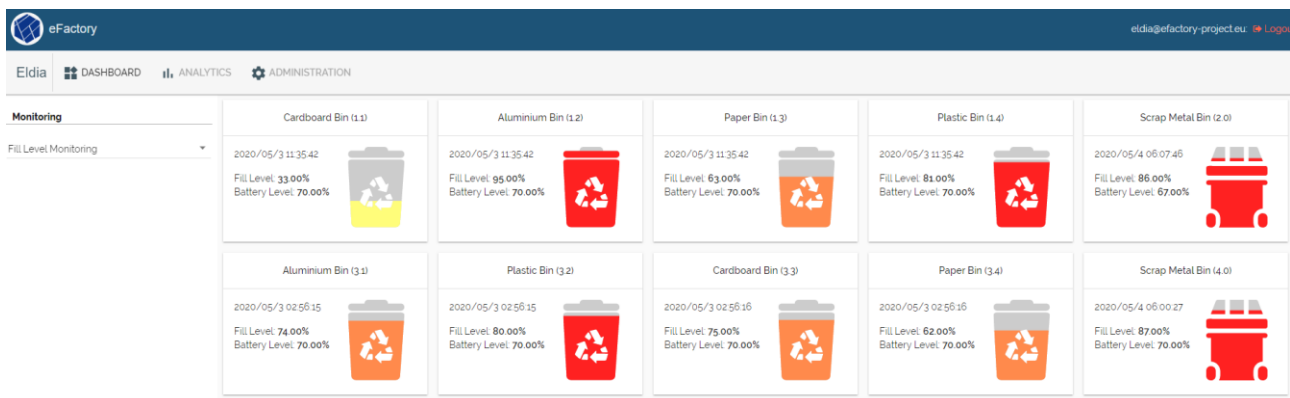 eFactory
eldia@efactory-project.eu: Logou
Eldia DASHBOARD ANALYTICS ADMINISTRATION
Monitoring
Fill Level Monitoring
Cardboard Bin (1.1)
2020/05/3 11:35:42
Fill Level: 33.00%
Battery Level: 70.00%
Aluminium Bin (1.2)
2020/05/3 11:35:42
Fill Level: 95.00%
Battery Level: 70.00%
Paper Bin (1.3)
2020/05/3 11:35:42
Fill Level: 63.00%
Battery Level: 70.00%
Plastic Bin (1.4)
2020/05/3 11:35:42
Fill Level: 81.00%
Battery Level: 70.00%
Scrap Metal Bin (2.0)
2020/05/4 06:07:46
Fill Level: 86.00%
Battery Level: 67.00%
Aluminium Bin (3.1)
2020/05/3 02:56:15
Fill Level: 74.00%
Battery Level: 70.00%
Plastic Bin (3.2)
2020/05/3 02:56:15
Fill Level: 80.00%
Battery Level: 70.00%
Cardboard Bin (3.3)
2020/05/3 02:56:16
Fill Level: 75.00%
Battery Level: 70.00%
Paper Bin (3.4)
2020/05/3 02:56:16
Fill Level: 62.00%
Battery Level: 70.00%
Scrap Metal Bin (4.0)
2020/05/4 06:00:27
Fill Level: 87.00%
Battery Level: 70.00%